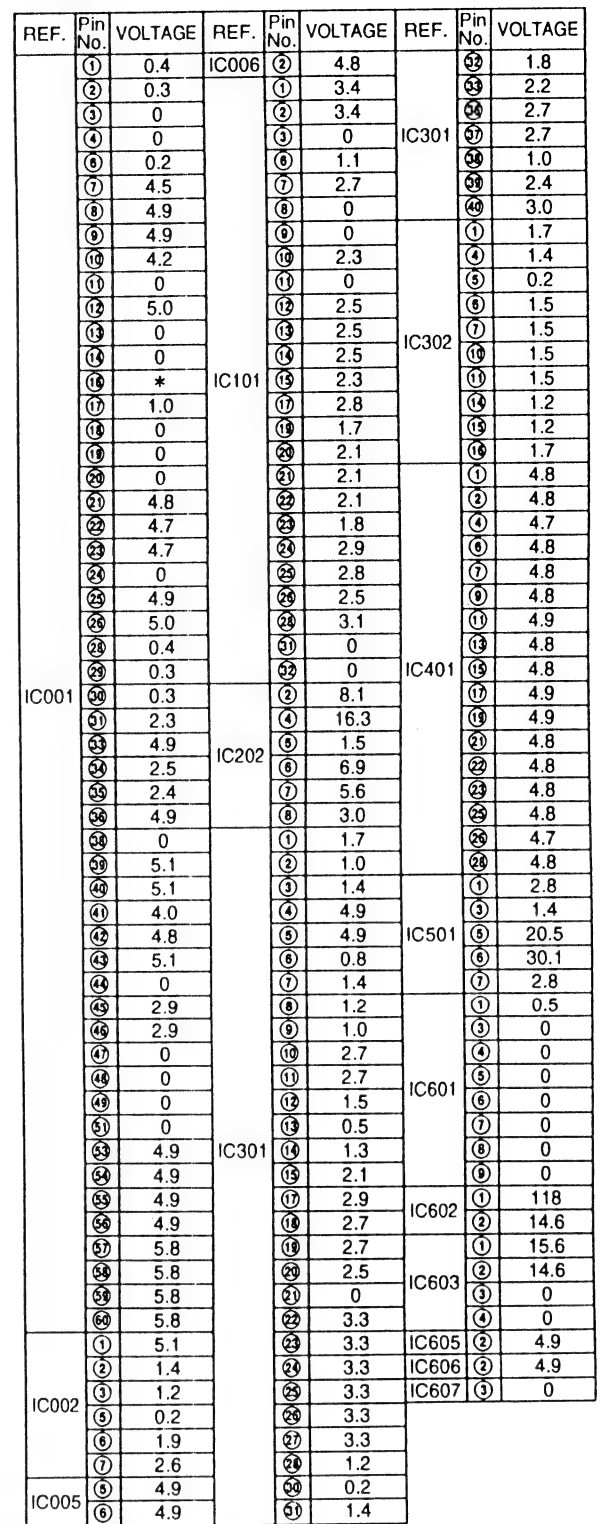 REF. Pin No. VOLTAGE REF. Pin No. VOLTAGE REF. Pin No. VOLTAGE
IC001 ① 0.4 IC006 ② 4.8 IC301 ㉜ 1.8
② 0.3 IC101 ① 3.4 ㉝ 2.2
③ 0 ② 3.4 ㊱ 2.7
④ 0 ③ 0 ㊲ 2.7
⑥ 0.2 ⑥ 1.1 ㊳ 1.0
⑦ 4.5 ⑦ 2.7 ㊴ 2.4
⑧ 4.9 ⑧ 0 ㊵ 3.0
⑨ 4.9 ⑨ 0 IC302 ① 1.7
⑩ 4.2 ⑩ 2.3 ④ 1.4
⑪ 0 ⑪ 0 ⑤ 0.2
⑫ 5.0 ⑫ 2.5 ⑥ 1.5
⑬ 0 ⑬ 2.5 ⑦ 1.5
⑭ 0 ⑭ 2.5 ⑩ 1.5
⑯ * ⑮ 2.3 ⑪ 1.5
⑰ 1.0 ⑰ 2.8 ⑭ 1.2
⑱ 0 ⑲ 1.7 ⑮ 1.2
⑲ 0 ⑳ 2.1 ⑯ 1.7
⑳ 0 ㉑ 2.1 IC401 ① 4.8
㉑ 4.8 ㉒ 2.1 ② 4.8
㉒ 4.7 ㉓ 1.8 ④ 4.7
㉓ 4.7 ㉔ 2.9 ⑥ 4.8
㉔ 0 ㉕ 2.8 ⑦ 4.8
㉕ 4.9 ㉖ 2.5 ⑨ 4.8
㉖ 5.0 ㉘ 3.1 ⑪ 4.9
㉘ 0.4 ㉛ 0 ⑬ 4.8
㉙ 0.3 ㉜ 0 ⑮ 4.8
㉚ 0.3 IC202 ② 8.1 ⑰ 4.9
㉛ 2.3 ④ 16.3 ⑲ 4.9
㉝ 4.9 ⑤ 1.5 ㉑ 4.8
㉞ 2.5 ⑥ 6.9 ㉒ 4.8
㉟ 2.4 ⑦ 5.6 ㉓ 4.8
㊱ 4.9 ⑧ 3.0 ㉕ 4.8
㊳ 0 IC301 ① 1.7 ㉖ 4.7
㊴ 5.1 ② 1.0 ㉘ 4.8
㊵ 5.1 ③ 1.4 IC501 ① 2.8
㊶ 4.0 ④ 4.9 ③ 1.4
㊷ 4.8 ⑤ 4.9 ⑤ 20.5
㊸ 5.1 ⑥ 0.8 ⑥ 30.1
㊹ 0 ⑦ 1.4 ⑦ 2.8
㊺ 2.9 ⑧ 1.2 IC601 ① 0.5
㊻ 2.9 ⑨ 1.0 ③ 0
㊼ 0 ⑩ 2.7 ④ 0
㊽ 0 ⑪ 2.7 ⑤ 0
㊾ 0 ⑫ 1.5 ⑥ 0
51 0 ⑬ 0.5 ⑦ 0
53 4.9 ⑭ 1.3 ⑧ 0
54 4.9 ⑮ 2.1 ⑨ 0
55 4.9 ⑰ 2.9 IC602 ① 118
56 4.9 ⑱ 2.7 ② 14.6
57 5.8 ⑲ 2.7 IC603 ① 15.6
58 5.8 ⑳ 2.5 ② 14.6
59 5.8 ㉑ 0 ③ 0
60 5.8 ㉒ 3.3 ④ 0
IC002 ① 5.1 ㉓ 3.3 IC605 ② 4.9
② 1.4 ㉔ 3.3 IC606 ② 4.9
③ 1.2 ㉕ 3.3 IC607 ③ 0
⑤ 0.2 ㉖ 3.3
⑥ 1.9 ㉗ 3.3
⑦ 2.6 ㉘ 1.2
IC005 ⑤ 4.9 ㉚ 0.2
⑥ 4.9 ㉛ 1.4